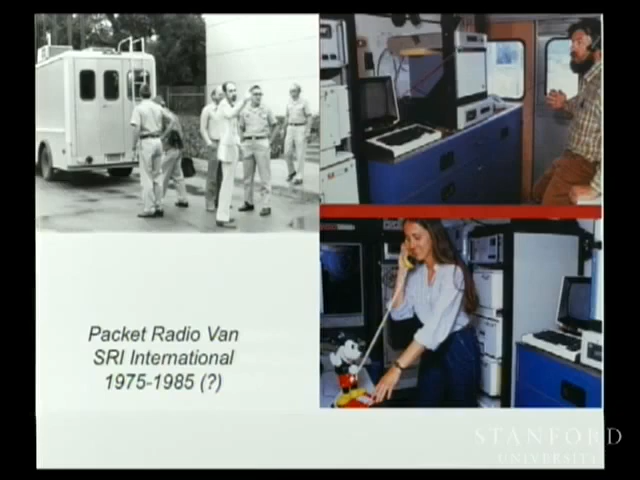 Packet Radio Van
SRI International
1975-1985 (?)
STANFORD
UNIVERSITY